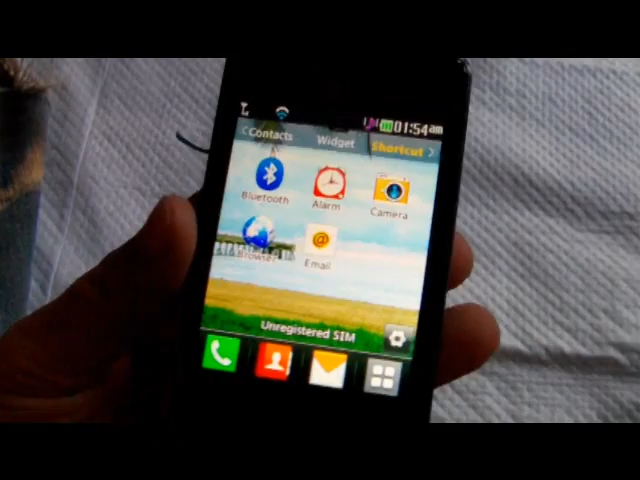 01:54am
Contacts Widget Shortcut
Bluetooth Alarm Camera
Browser Email
Unregistered SIM